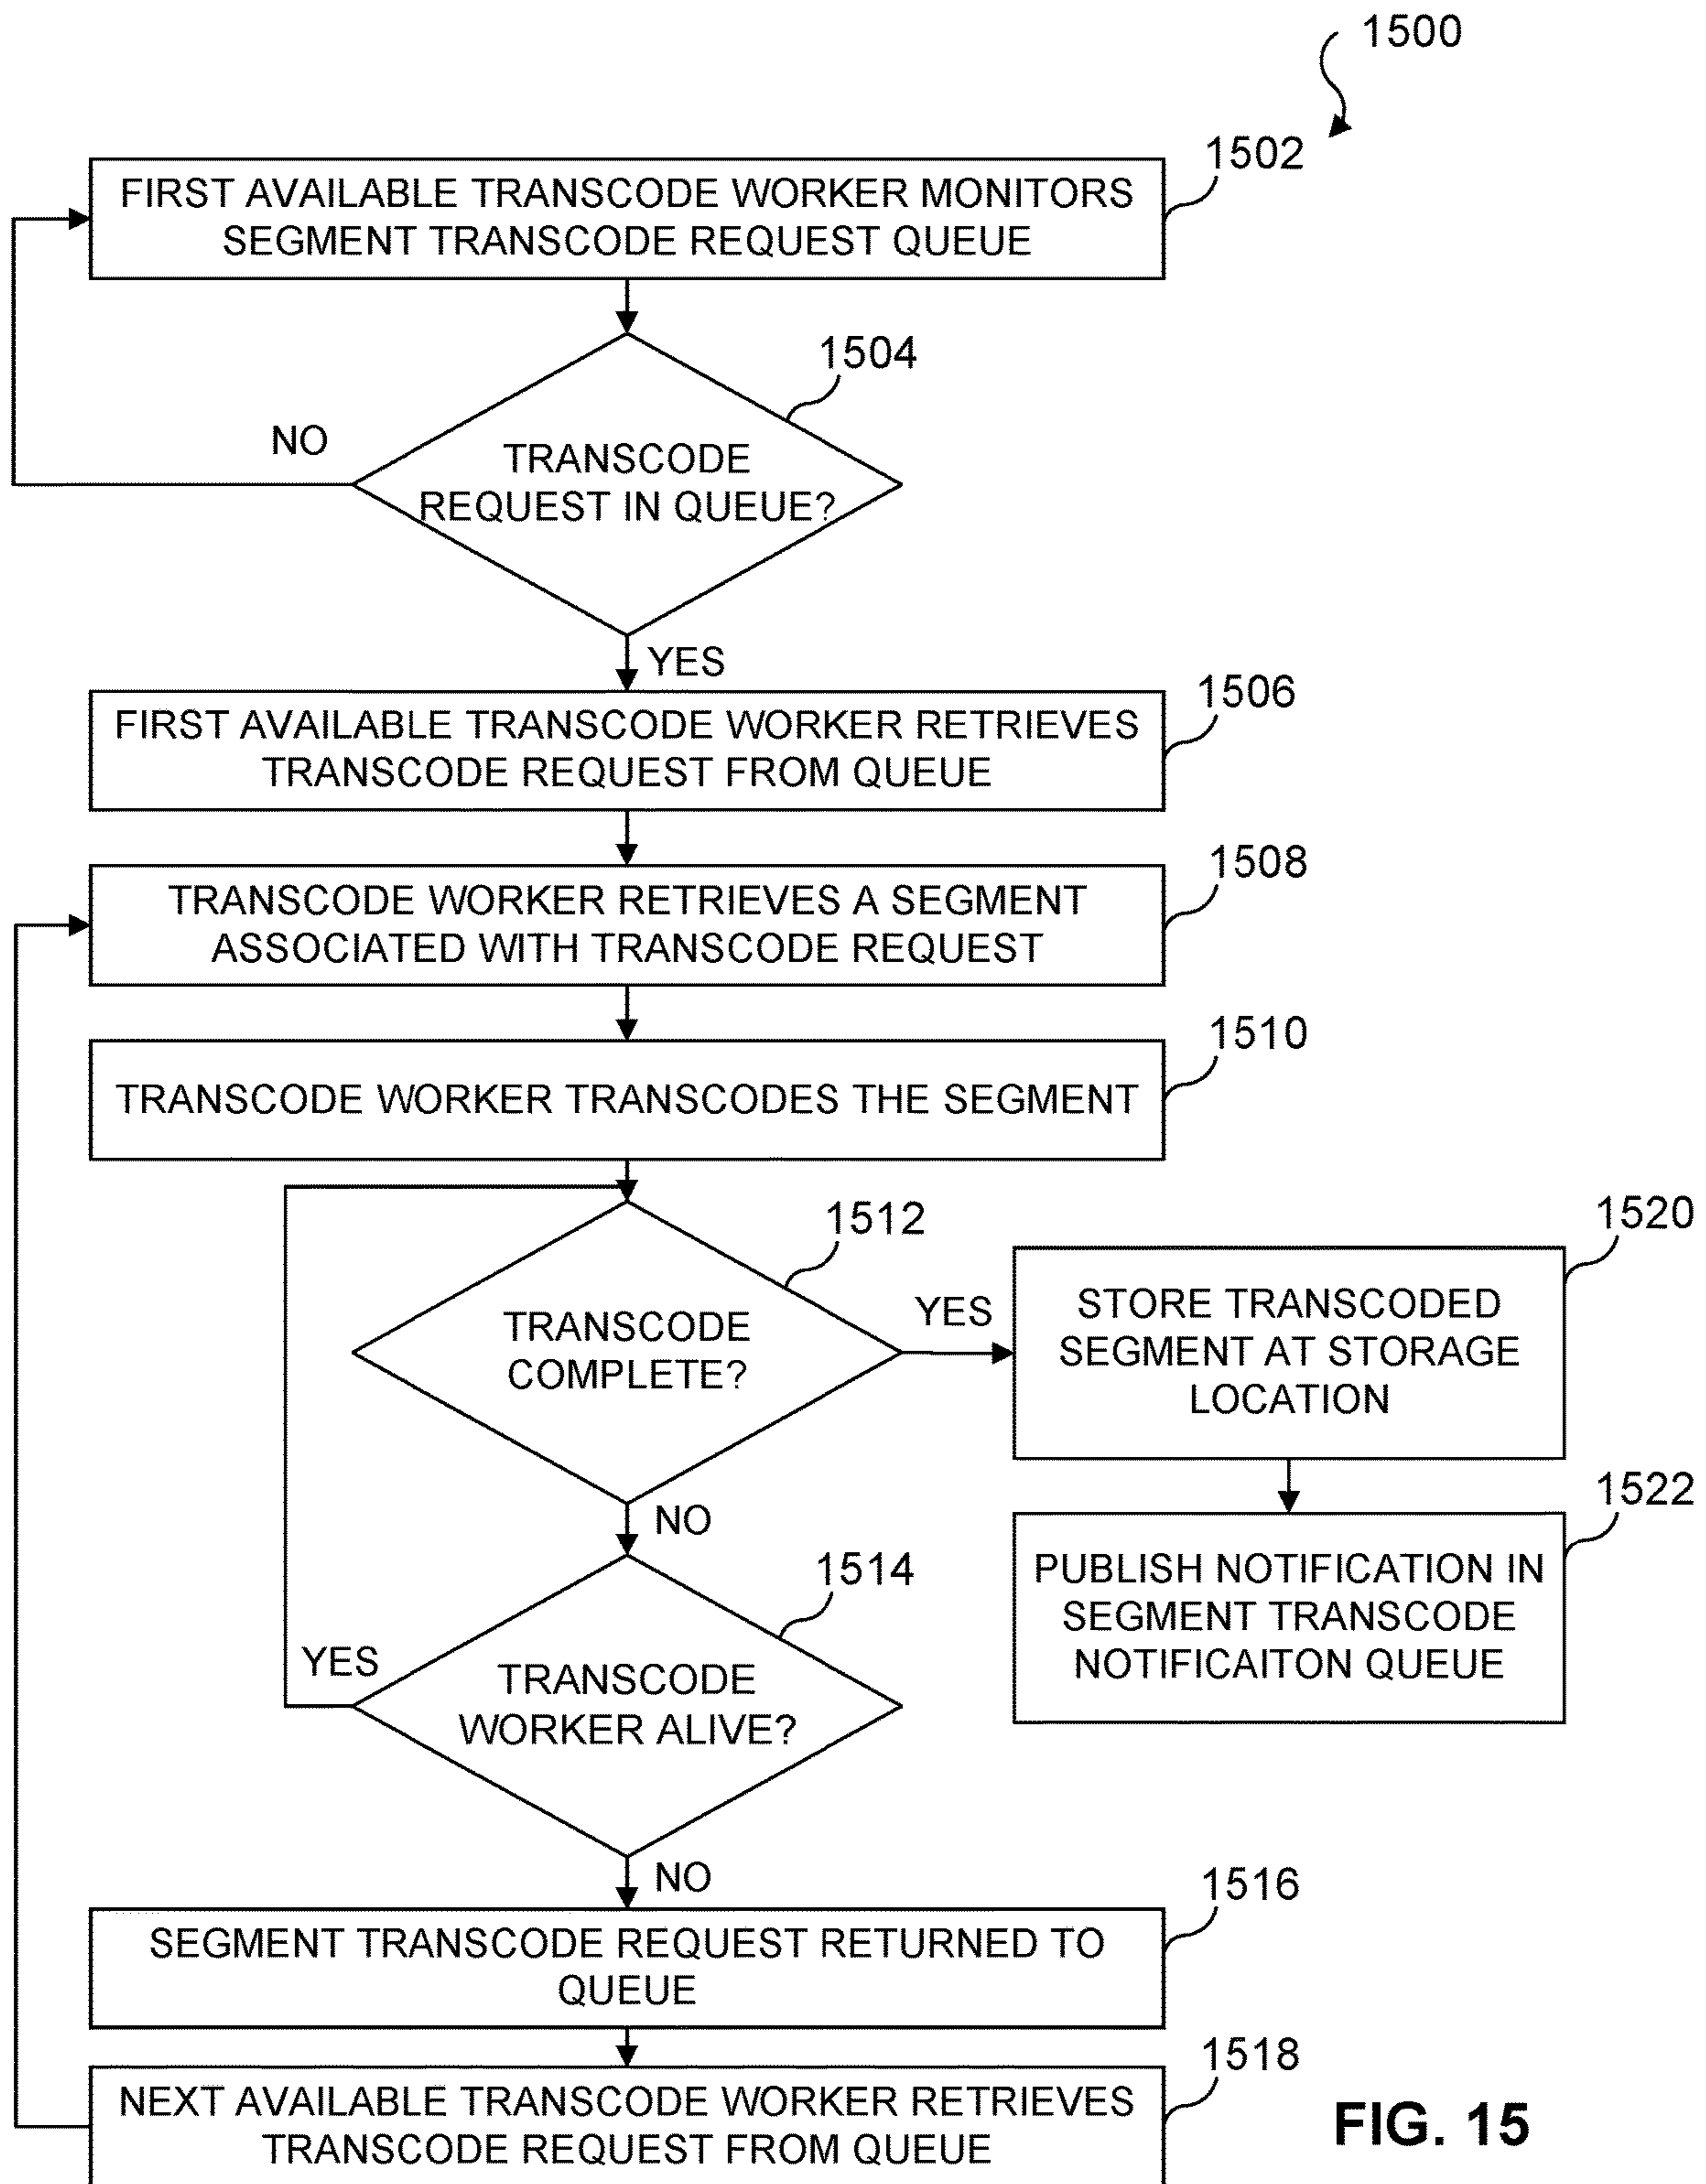 1500
1502
FIRST AVAILABLE TRANSCODE WORKER MONITORS
SEGMENT TRANSCODE REQUEST QUEUE
1504
NO
TRANSCODE
REQUEST IN QUEUE?
YES
1506
FIRST AVAILABLE TRANSCODE WORKER RETRIEVES
TRANSCODE REQUEST FROM QUEUE
1508
TRANSCODE WORKER RETRIEVES A SEGMENT
ASSOCIATED WITH TRANSCODE REQUEST
1510
TRANSCODE WORKER TRANSCODES THE SEGMENT
1512
TRANSCODE
COMPLETE?
YES
1520
STORE TRANSCODED
SEGMENT AT STORAGE
LOCATION
NO
1522
PUBLISH NOTIFICATION IN
SEGMENT TRANSCODE
NOTIFICAITON QUEUE
1514
YES
TRANSCODE
WORKER ALIVE?
NO
1516
SEGMENT TRANSCODE REQUEST RETURNED TO
QUEUE
1518
NEXT AVAILABLE TRANSCODE WORKER RETRIEVES
TRANSCODE REQUEST FROM QUEUE
FIG. 15